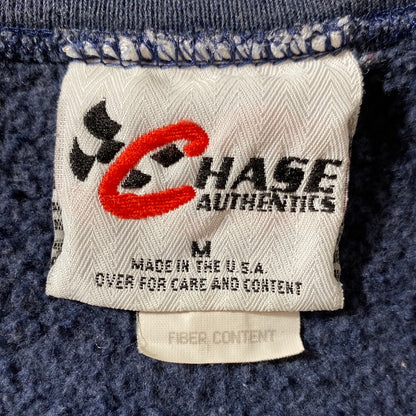 CHASE
AUTHENTICS
M
MADE IN THE U.S.A.
OVER FOR CARE AND CONTENT
FIBER CONTENT